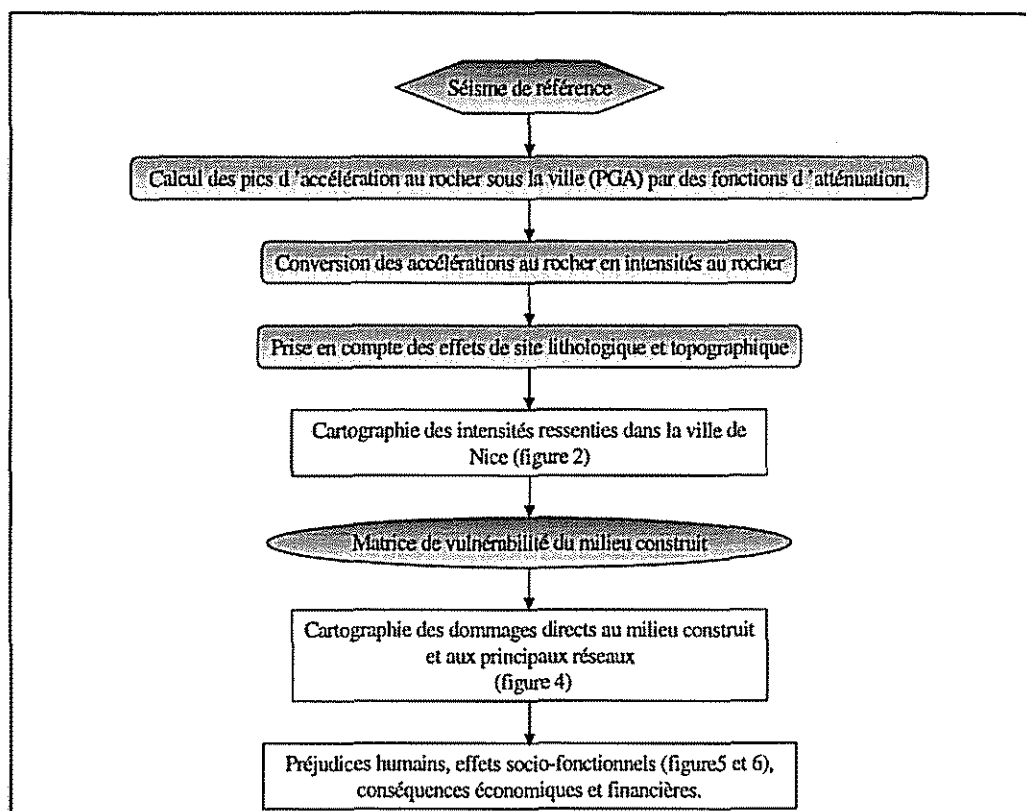 Séisme de référence
Calcul des pics d 'accélération au rocher sous la ville (PGA) par des fonctions d 'atténuation.
Conversion des accélérations au rocher en intensités au rocher
Prise en compte des effets de site lithologique et topographique
Cartographie des intensités ressenties dans la ville de
Nice (figure 2)
Matrice de vulnérabilité du milieu construit
Cartographie des dommages directs au milieu construit
et aux principaux réseaux
(figure 4)
Préjudices humains, effets socio-fonctionnels (figure5 et 6),
conséquences économiques et financières.